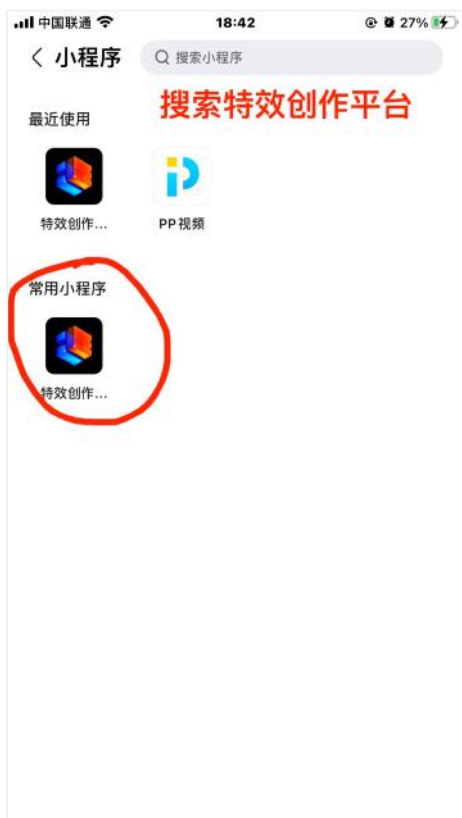 中国联通 18:42 27%
小程序 搜索小程序
搜索特效创作平台
最近使用
特效创作... PP视频
常用小程序
特效创作...